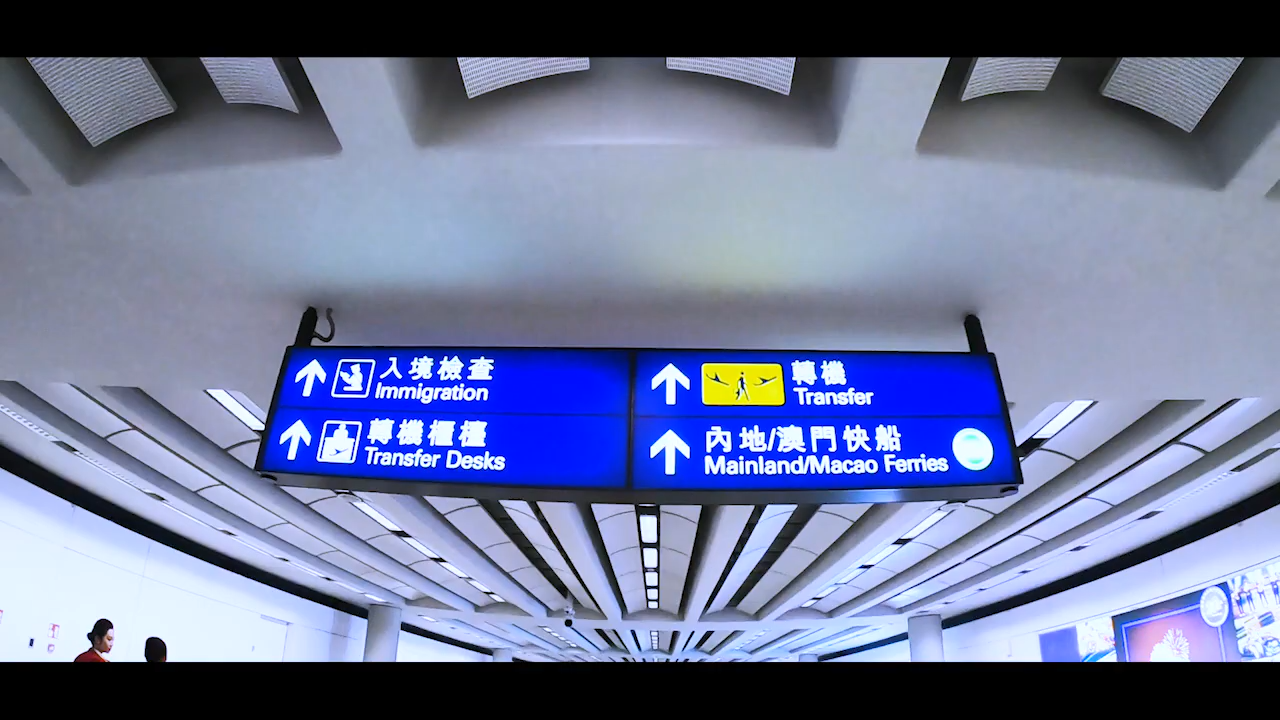 入境檢查
Immigration
轉機櫃檯
Transfer Desks
轉機
Transfer
內地/澳門快船
Mainland/Macao Ferries